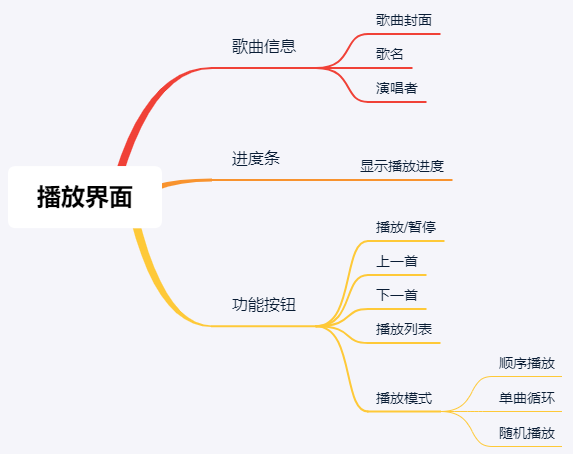 播放界面
歌曲信息
歌曲封面
歌名
演唱者
进度条
显示播放进度
功能按钮
播放/暂停
上一首
下一首
播放列表
播放模式
顺序播放
单曲循环
随机播放